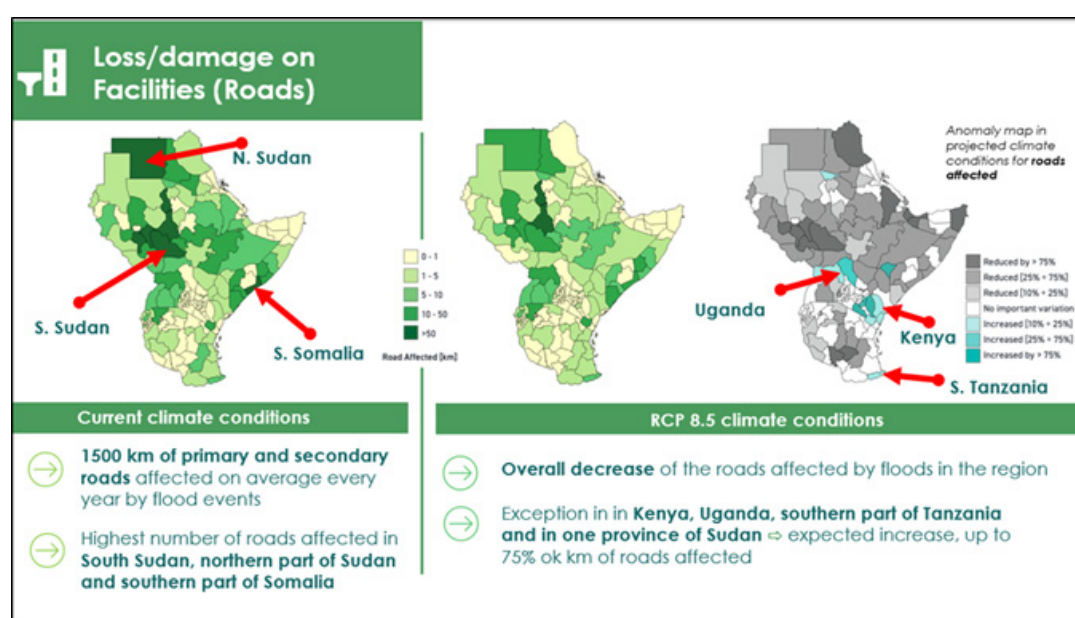 Loss/damage on
Facilities (Roads)
N. Sudan
S. Sudan
S. Somalia
0 - 1
1 - 5
5 - 10
10 - 50
>50
Road Affected [km]
Anomaly map in
projected climate
conditions for roads
affected
Reduced by > 75%
Reduced [25% ÷ 75%]
Reduced [10% ÷ 25%]
No important variation
Increased [10% ÷ 25%]
Increased [25% ÷ 75%]
Increased by > 75%
Uganda
Kenya
S. Tanzania
Current climate conditions
1500 km of primary and secondary
roads affected on average every
year by flood events
Highest number of roads affected in
South Sudan, northern part of Sudan
and southern part of Somalia
RCP 8.5 climate conditions
Overall decrease of the roads affected by floods in the region
Exception in in Kenya, Uganda, southern part of Tanzania
and in one province of Sudan ⇨ expected increase, up to
75% ok km of roads affected